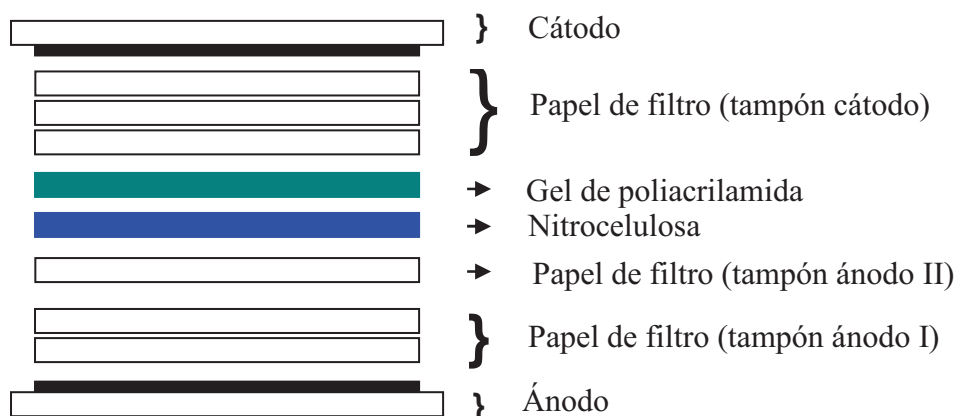 Cátodo
Papel de filtro (tampón cátodo)
Gel de poliacrilamida
Nitrocelulosa
Papel de filtro (tampón ánodo II)
Papel de filtro (tampón ánodo I)
Ánodo